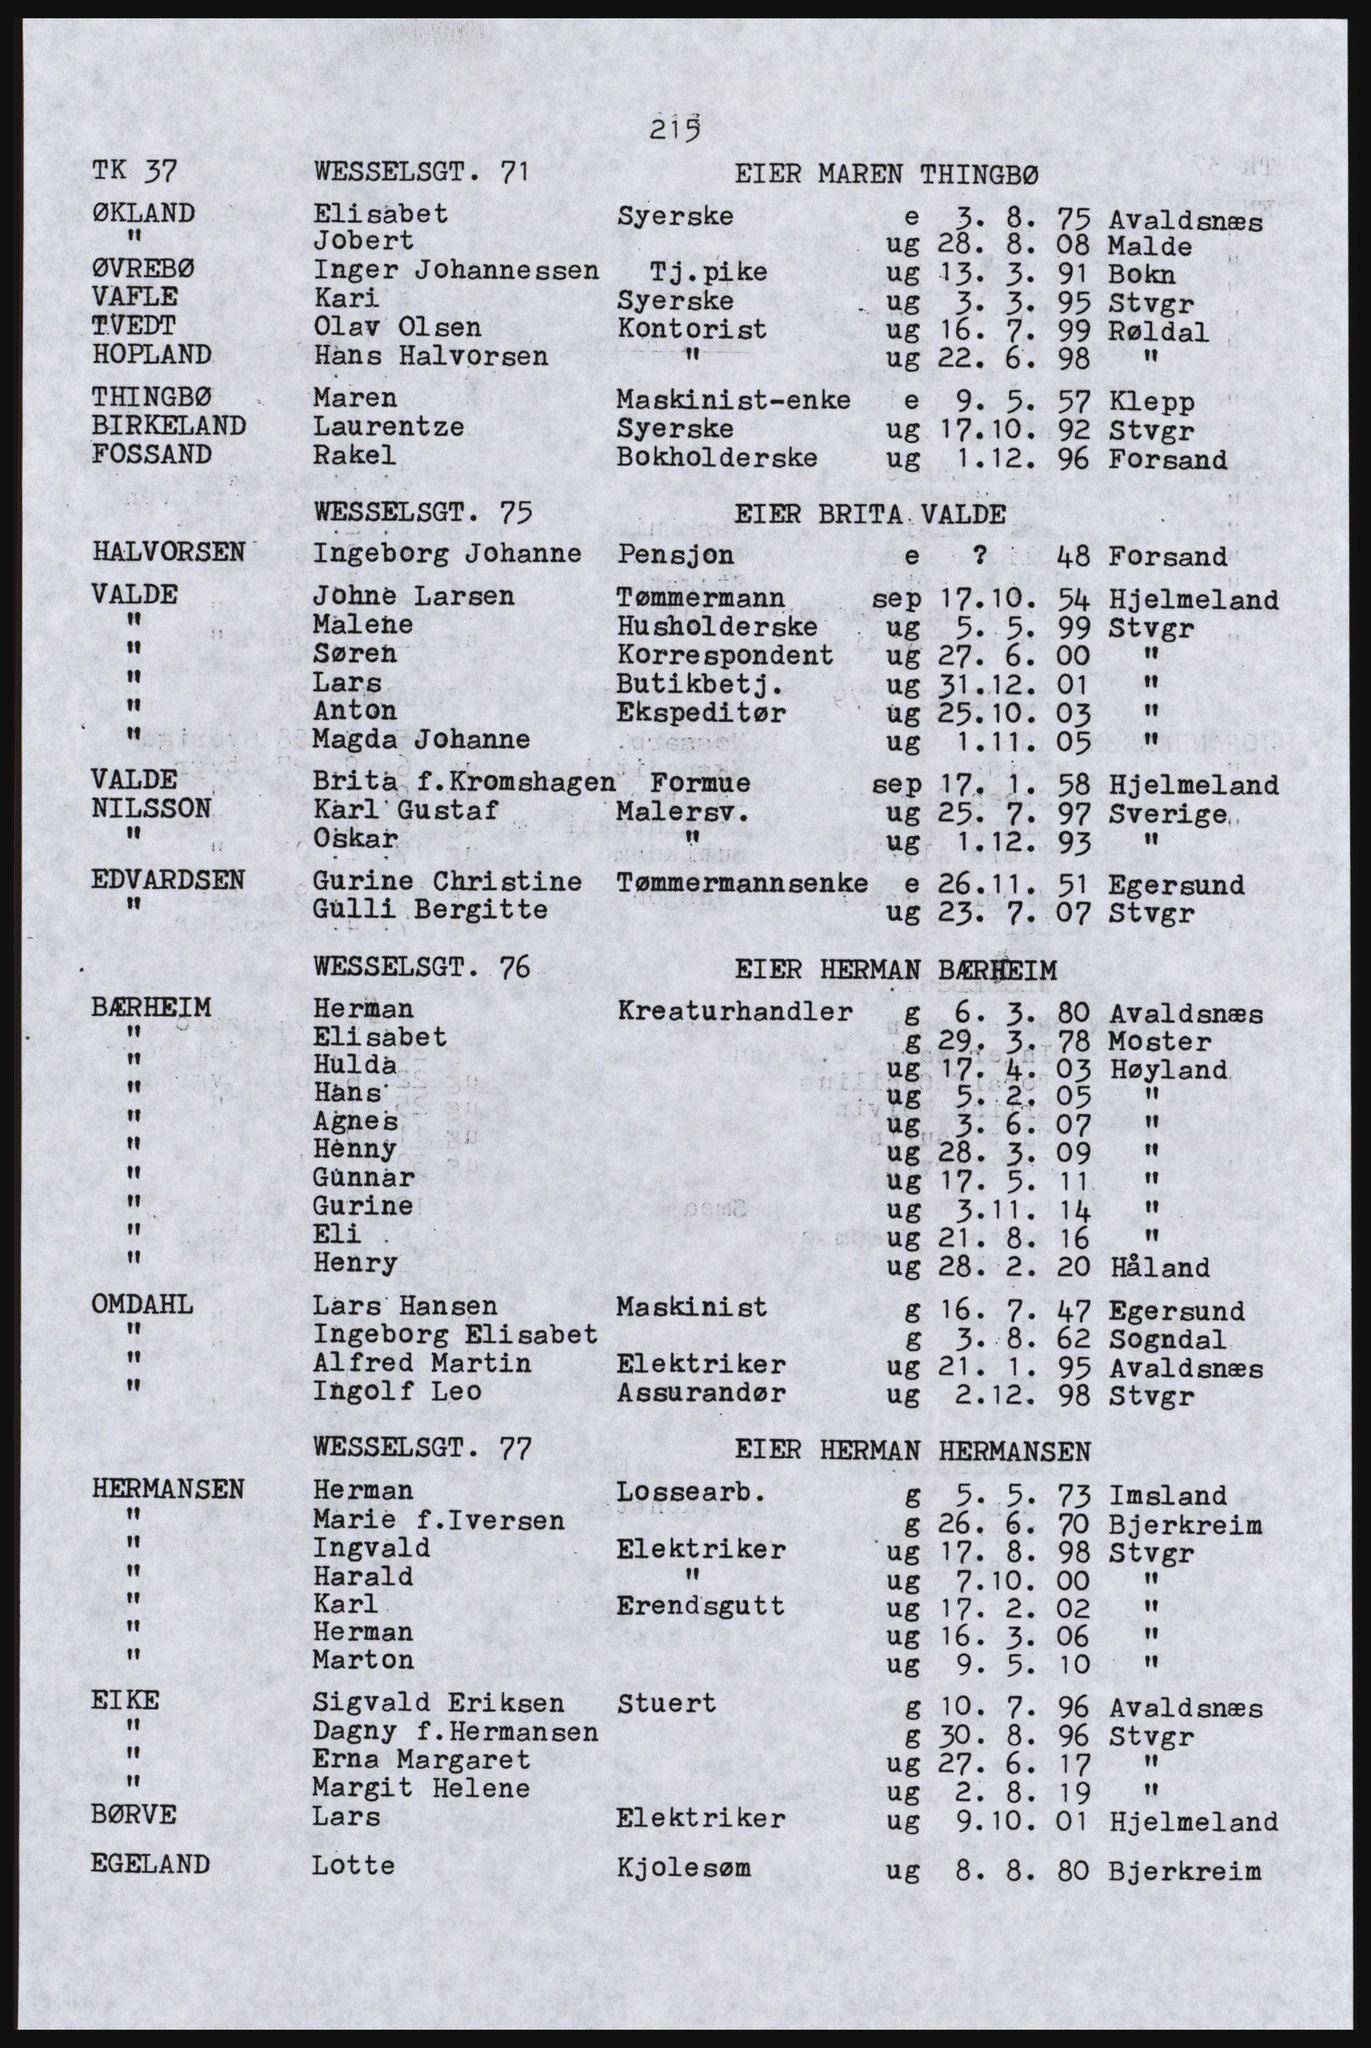 215
TK 37 WESSELSGT. 71 EIER MAREN THINGBØ
ØKLAND Elisabet Syerske e 3. 8. 75 Avaldsnæs
" Jobert ug 28. 8. 08 Malde
ØVREBØ Inger Johannessen Tj.pike ug 13. 3. 91 Bokn
VAFLE Kari Syerske ug 3. 3. 95 Stvgr
TVEDT Olav Olsen Kontorist ug 16. 7. 99 Røldal
HOPLAND Hans Halvorsen " ug 22. 6. 98 "
THINGBØ Maren Maskinist-enke e 9. 5. 57 Klepp
BIRKELAND Laurentze Syerske ug 17.10. 92 Stvgr
FOSSAND Rakel Bokholderske ug 1.12. 96 Forsand
WESSELSGT. 75 EIER BRITA VALDE
HALVORSEN Ingeborg Johanne Pensjon e ? 48 Forsand
VALDE Johne Larsen Tømmermann sep 17.10. 54 Hjelmeland
" Malene Husholderske ug 5. 5. 99 Stvgr
" Søren Korrespondent ug 27. 6. 00 "
" Lars Butikbetj. ug 31.12. 01 "
" Anton Ekspeditør ug 25.10. 03 "
" Magda Johanne ug 1.11. 05 "
VALDE Brita f.Kromshagen Formue sep 17. 1. 58 Hjelmeland
NILSSON Karl Gustaf Malersv. ug 25. 7. 97 Sverige
" Oskar " ug 1.12. 93 "
EDVARDSEN Gurine Christine Tømmermannsenke e 26.11. 51 Egersund
" Gulli Bergitte ug 23. 7. 07 Stvgr
WESSELSGT. 76 EIER HERMAN BÆRHEIM
BÆRHEIM Herman Kreaturhandler g 6. 3. 80 Avaldsnæs
" Elisabet g 29. 3. 78 Moster
" Hulda ug 17. 4. 03 Høyland
" Hans ug 5. 2. 05 "
" Agnes ug 3. 6. 07 "
" Henny ug 28. 3. 09 "
" Gunnar ug 17. 5. 11 "
" Gurine ug 3.11. 14 "
" Eli ug 21. 8. 16 "
" Henry ug 28. 2. 20 Håland
OMDAHL Lars Hansen Maskinist g 16. 7. 47 Egersund
" Ingeborg Elisabet g 3. 8. 62 Sogndal
" Alfred Martin Elektriker ug 21. 1. 95 Avaldsnæs
" Ingolf Leo Assurandør ug 2.12. 98 Stvgr
WESSELSGT. 77 EIER HERMAN HERMANSEN
HERMANSEN Herman Lossearb. g 5. 5. 73 Imsland
" Marie f.Iversen g 26. 6. 70 Bjerkreim
" Ingvald Elektriker ug 17. 8. 98 Stvgr
" Harald " ug 7.10. 00 "
" Karl Erendsgutt ug 17. 2. 02 "
" Herman ug 16. 3. 06 "
" Marton ug 9. 5. 10 "
EIKE Sigvald Eriksen Stuert g 10. 7. 96 Avaldsnæs
" Dagny f.Hermansen g 30. 8. 96 Stvgr
" Erna Margaret ug 27. 6. 17 "
" Margit Helene ug 2. 8. 19 "
BØRVE Lars Elektriker ug 9.10. 01 Hjelmeland
EGELAND Lotte Kjolesøm ug 8. 8. 80 Bjerkreim